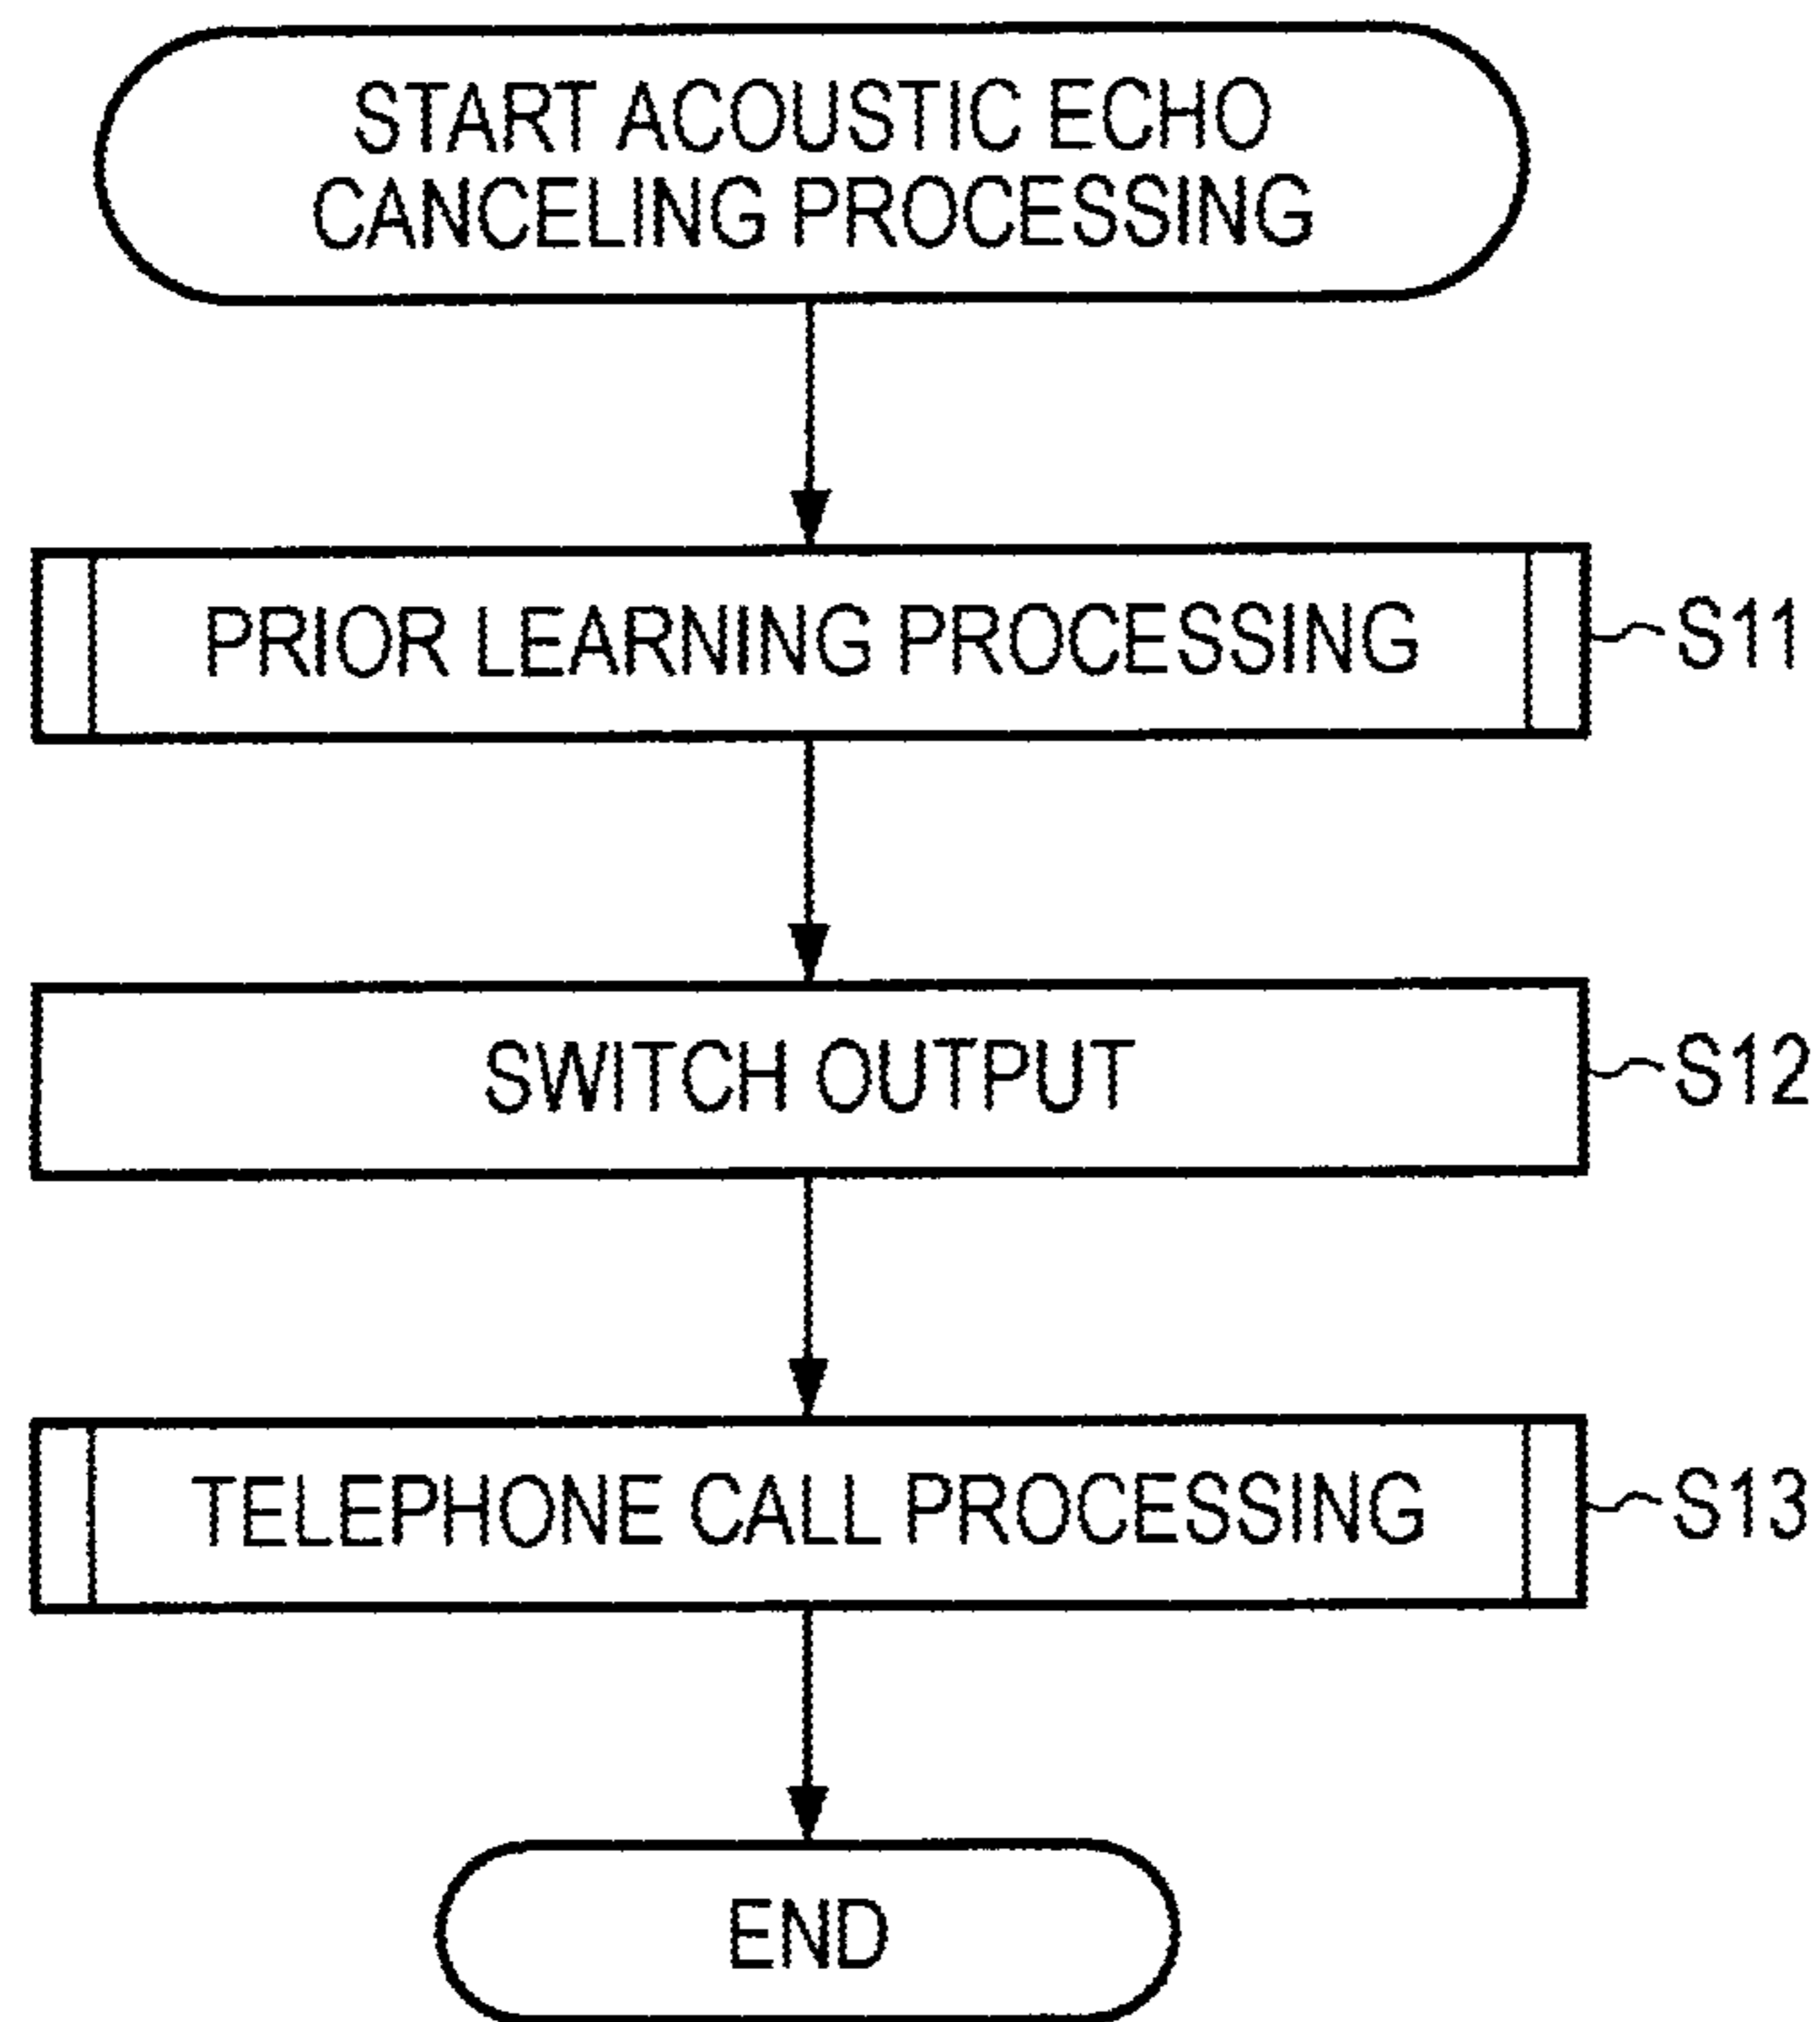 START ACOUSTIC ECHO
CANCELING PROCESSING
PRIOR LEARNING PROCESSING
S11
SWITCH OUTPUT
S12
TELEPHONE CALL PROCESSING
S13
END